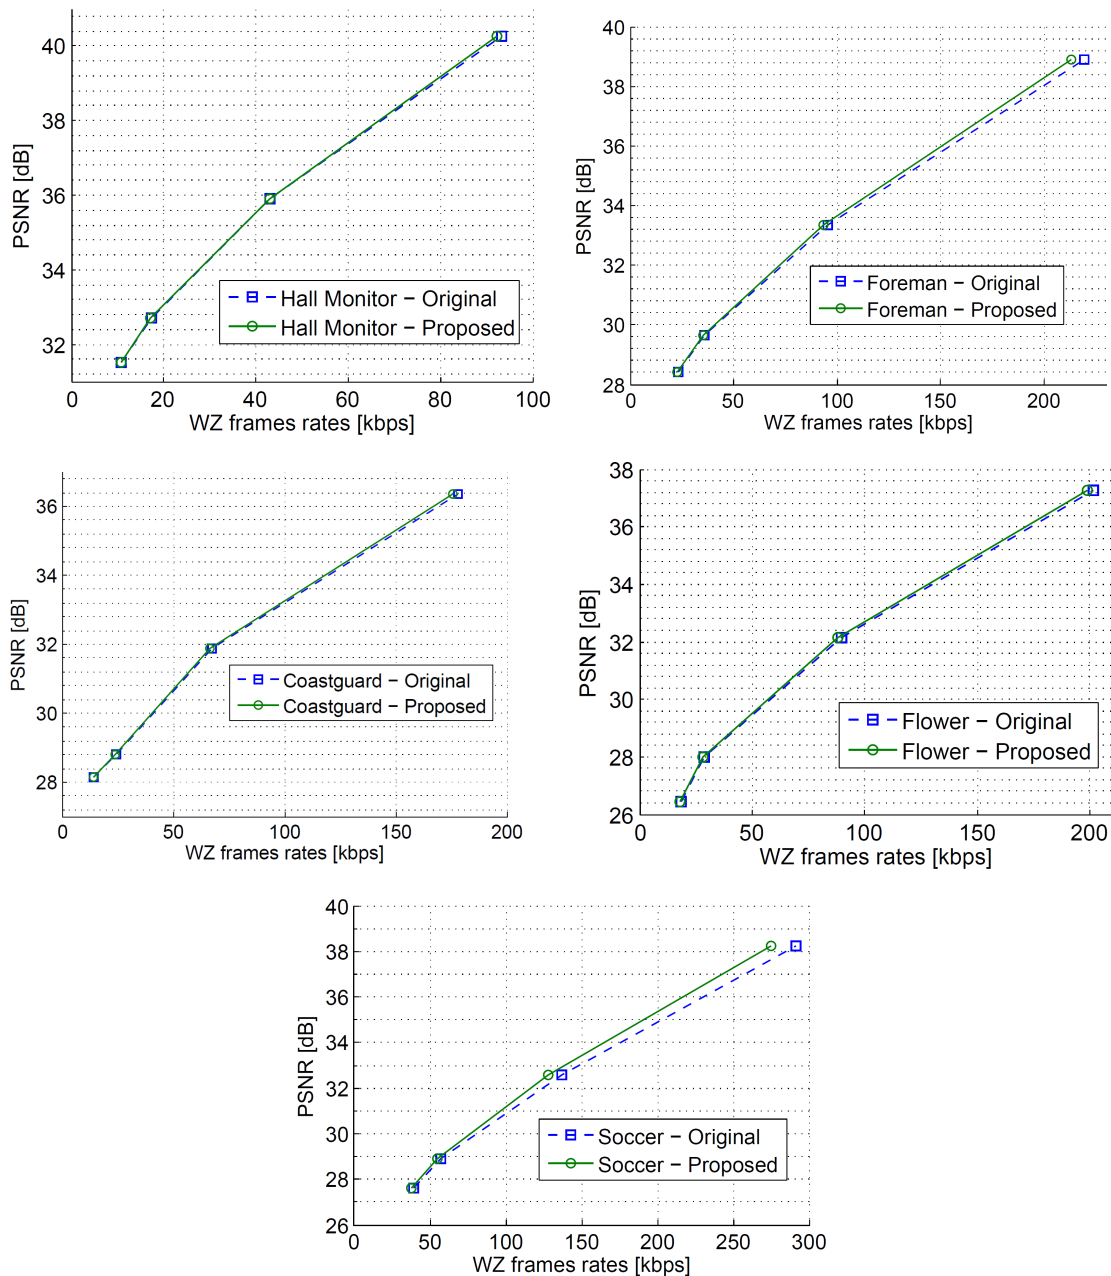 40
38
36
34
32
PSNR [dB]
0 20 40 60 80 100
WZ frames rates [kbps]
Hall Monitor – Original
Hall Monitor – Proposed
40
38
36
34
32
30
28
PSNR [dB]
0 50 100 150 200
WZ frames rates [kbps]
Foreman – Original
Foreman – Proposed
36
34
32
30
28
PSNR [dB]
0 50 100 150 200
WZ frames rates [kbps]
Coastguard – Original
Coastguard – Proposed
38
36
34
32
30
28
26
PSNR [dB]
0 50 100 150 200
WZ frames rates [kbps]
Flower – Original
Flower – Proposed
40
38
36
34
32
30
28
26
PSNR [dB]
0 50 100 150 200 250 300
WZ frames rates [kbps]
Soccer – Original
Soccer – Proposed